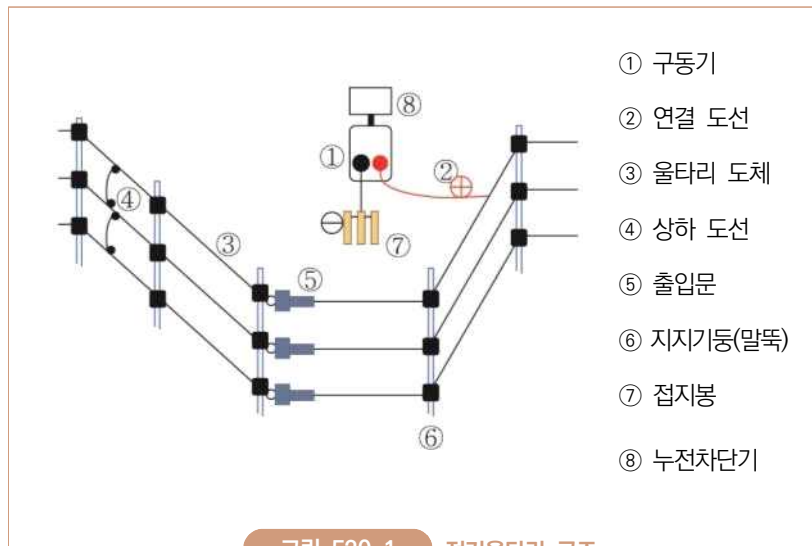 ① 구동기
② 연결 도선
③ 울타리 도체
④ 상하 도선
⑤ 출입문
⑥ 지지기둥(말뚝)
⑦ 접지봉
⑧ 누전차단기
⑧
①
②
④
③
⑦
⑤
⑥